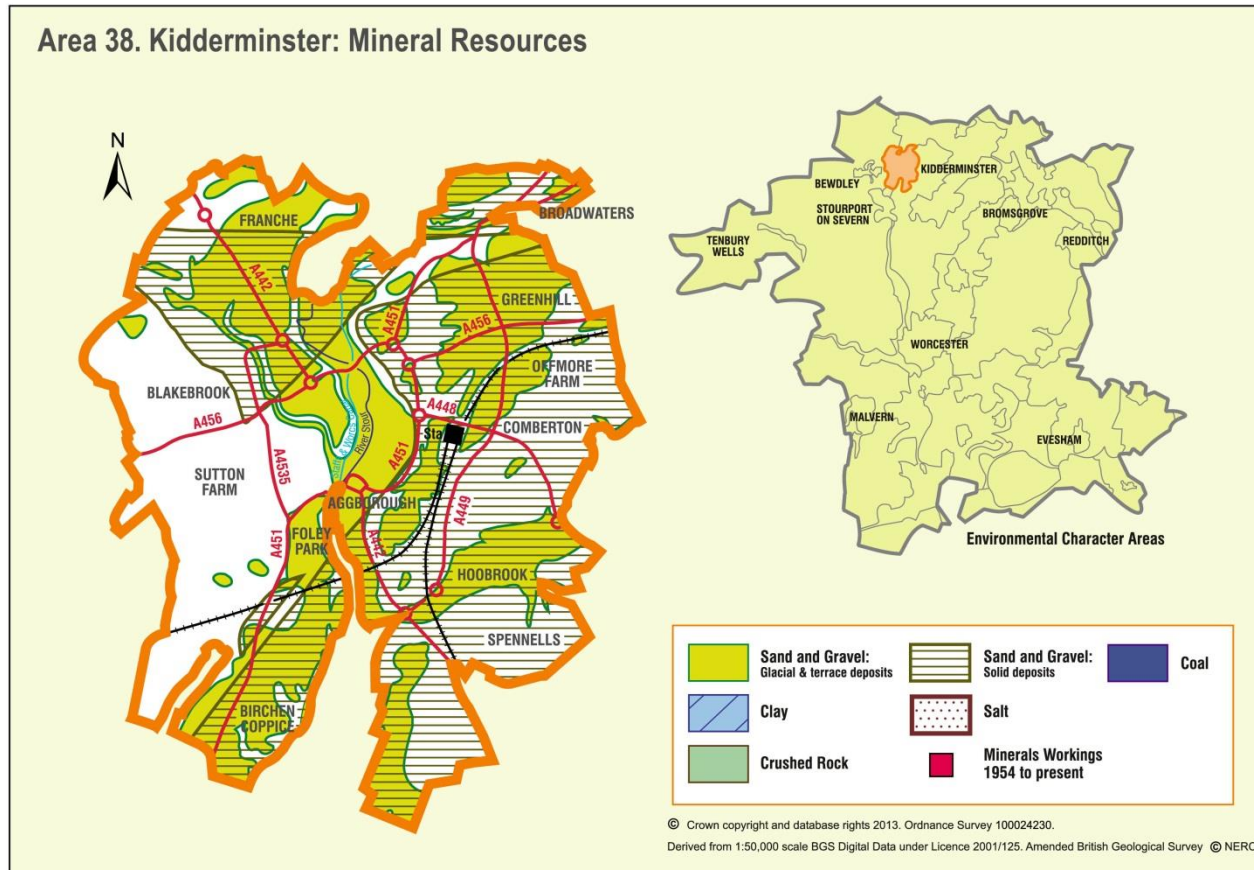 Area 38. Kidderminster: Mineral Resources
N
FRANCHE
BROADWATERS
A442
GREENHILL
A451
A456
OFFMORE
FARM
BLAKEBROOK
A456
A448
Sta
COMBERTON
Staffs & Worcs
River Stour
SUTTON
FARM
A4535
A451
AGGBOROUGH
A449
A451
FOLEY
PARK
A442
HOOBROOK
SPENNELLS
BIRCHEN
COPPICE
KIDDERMINSTER
BEWDLEY
STOURPORT
ON SEVERN
BROMSGROVE
TENBURY
WELLS
REDDITCH
WORCESTER
MALVERN
EVESHAM
Environmental Character Areas
Sand and Gravel:
Glacial & terrace deposits
Sand and Gravel:
Solid deposits
Coal
Clay
Salt
Crushed Rock
Minerals Workings
1954 to present
© Crown copyright and database rights 2013. Ordnance Survey 100024230.
Derived from 1:50,000 scale BGS Digital Data under Licence 2001/125. Amended British Geological Survey © NERC